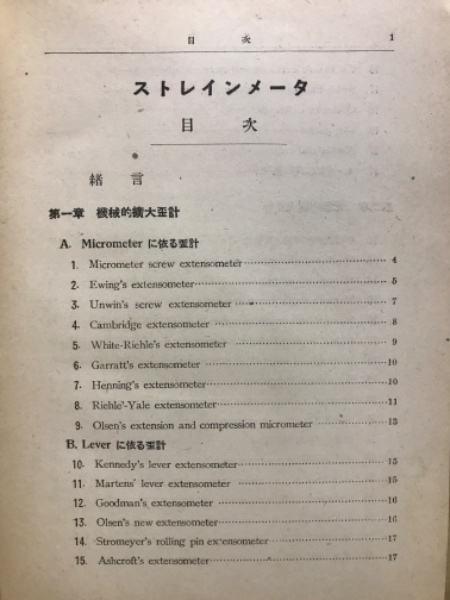 目 次 1
ストレインメータ
目 次
緒 言
第一章 機械的擴大歪計
A. Micrometer に依る歪計
1. Micrometer screw extensometer 4
2. Ewing's extensometer 5
3. Unwin's screw extensometer 7
4. Cambridge extensometer 8
5. White-Riehle's extensometer 9
6. Garratt's extensometer 10
7. Henning's extensometer 10
8. Riehle'-Yale extensometer 11
9. Olsen's extension and compression micrometer 13
B. Lever に依る歪計
10. Kennedy's lever extensometer 15
11. Martens' lever extensometer 15
12. Goodman's extensometer 16
13. Olsen's new extensometer 16
14. Stromeyer's rolling pin extensometer 17
15. Ashcroft's extensometer 17